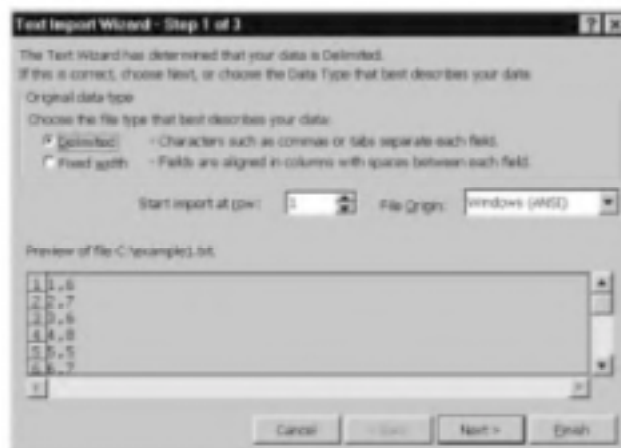 Text Import Wizard - Step 1 of 3
The Text Wizard has determined that your data is Delimited.
If this is correct, choose Next, or choose the Data Type that best describes your data.
Original data type
Choose the file type that best describes your data:
Delimited - Characters such as commas or tabs separate each field.
Fixed width - Fields are aligned in columns with spaces between each field.
Start import at row: 1 File Origin: Windows (ANSI)
Preview of file C:\example1.txt.
1 1,6
2 2,7
3 3,6
4 4,8
5 5,5
6 6,7
Cancel < Back Next > Finish